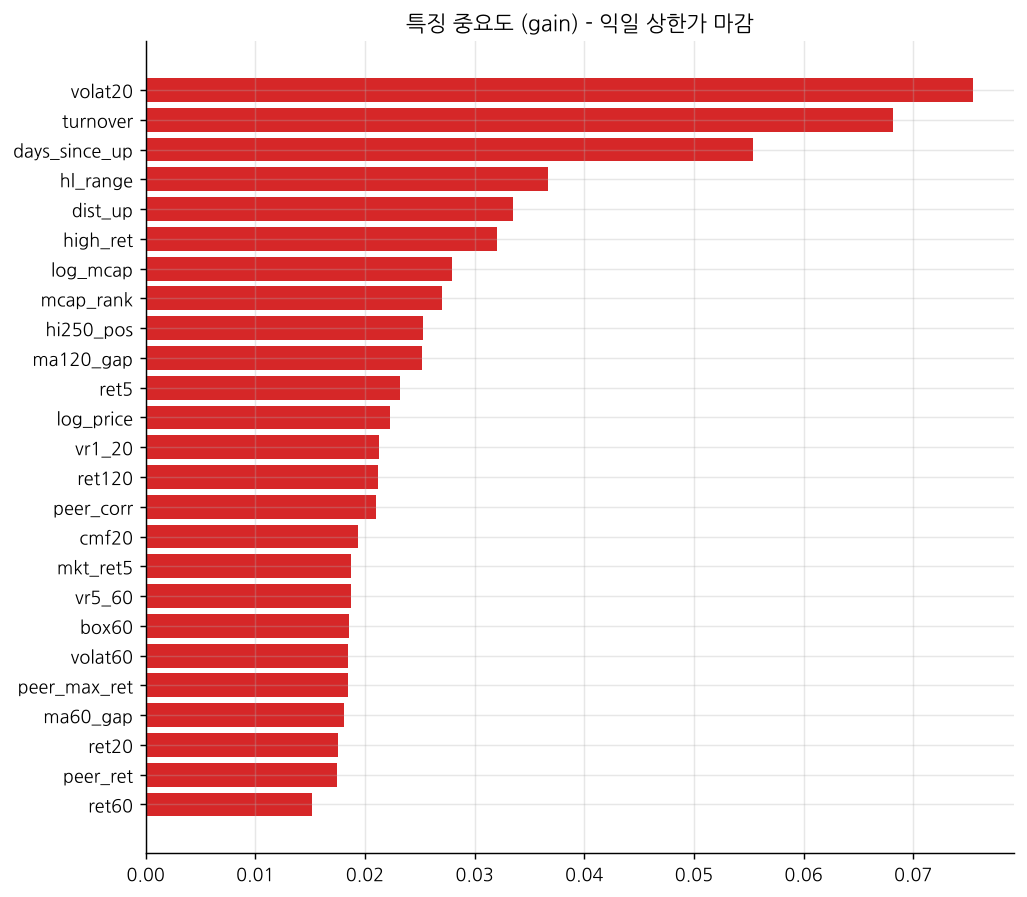 특징 중요도 (gain) - 익일 상한가 마감
volat20
turnover
days_since_up
hl_range
dist_up
high_ret
log_mcap
mcap_rank
hi250_pos
ma120_gap
ret5
log_price
vr1_20
ret120
peer_corr
cmf20
mkt_ret5
vr5_60
box60
volat60
peer_max_ret
ma60_gap
ret20
peer_ret
ret60
0.00 0.01 0.02 0.03 0.04 0.05 0.06 0.07